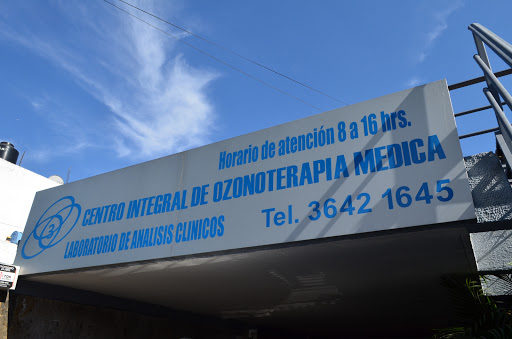 Horario de atención 8 a 16 hrs.
CENTRO INTEGRAL DE OZONOTERAPIA MEDICA
LABORATORIO DE ANALISIS CLINICOS
Tel. 3642 1645